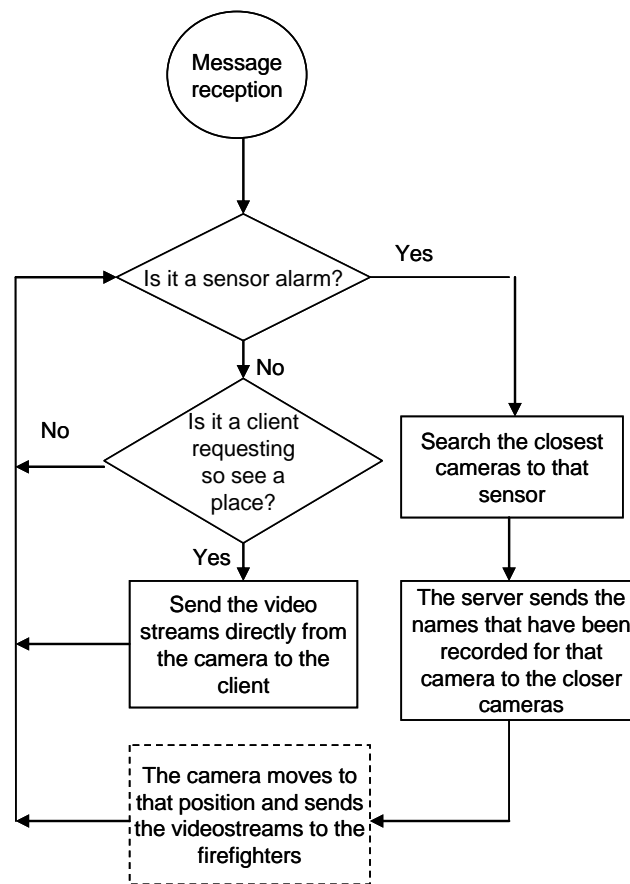 Message
reception
Is it a sensor alarm?
Yes
No
Is it a client
requesting
so see a
place?
No
Yes
Search the closest
cameras to that
sensor
Send the video
streams directly from
the camera to the
client
The server sends the
names that have been
recorded for that
camera to the closer
cameras
The camera moves to
that position and sends
the videostreams to the
firefighters